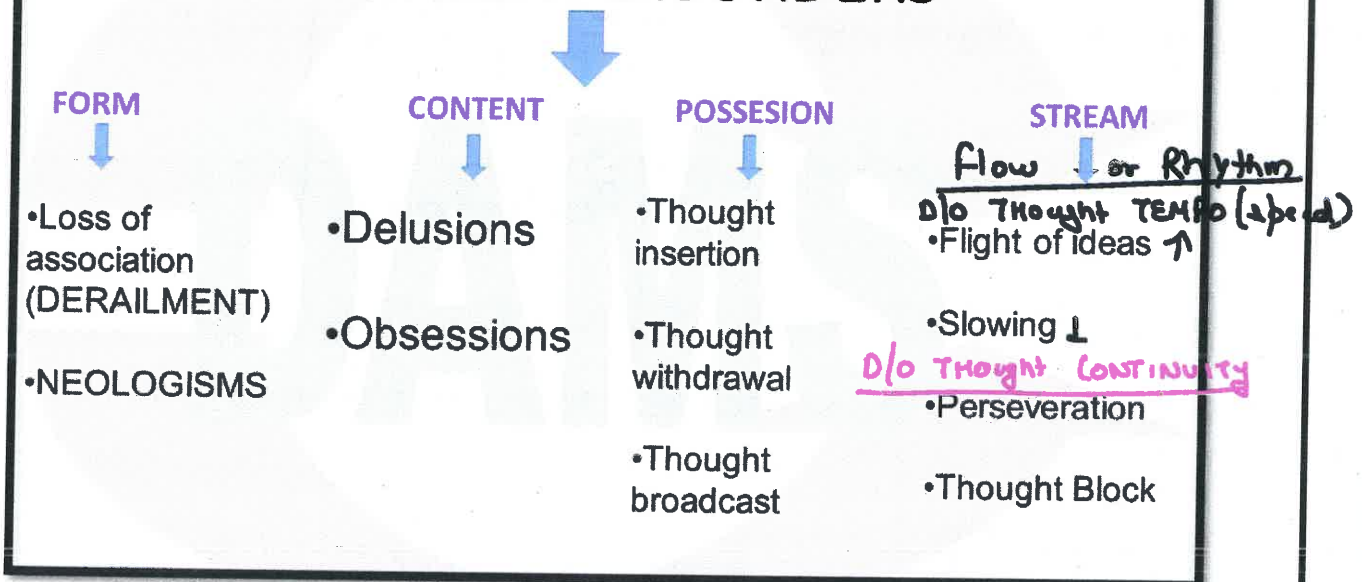 FORM
CONTENT
POSSESION
STREAM
flow or Rhythm
D/O THought TEMPO (speed)
•Loss of
association
(DERAILMENT)
•NEOLOGISMS
•Delusions
•Obsessions
•Thought
insertion
•Thought
withdrawal
•Thought
broadcast
•Flight of ideas ↑
•Slowing ⊥
D/O THought CONTINUITY
•Perseveration
•Thought Block